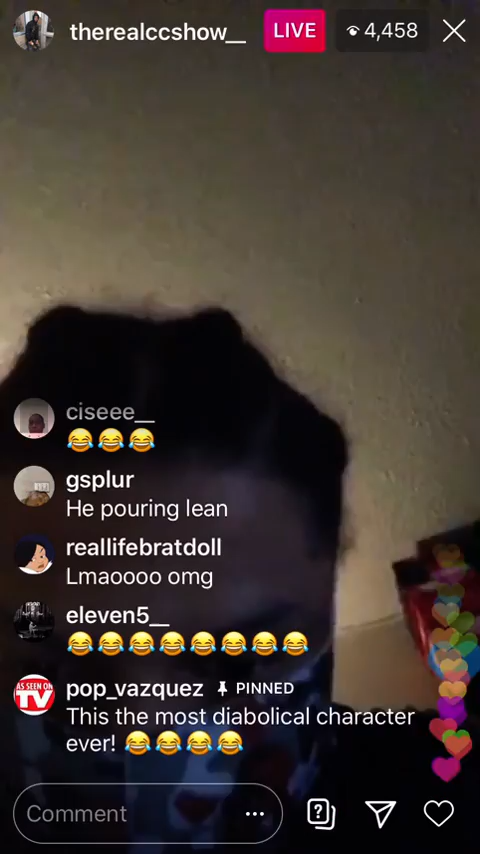 therealccshow__ LIVE 4,458
ciseee__
😂😂😂
gsplur
He pouring lean
reallifebratdoll
Lmaoooo omg
eleven5__
😂😂😂😂😂😂😂😂
AS SEEN ON
TV
pop_vazquez PINNED
This the most diabolical character
ever! 😂😂😂😂
Comment